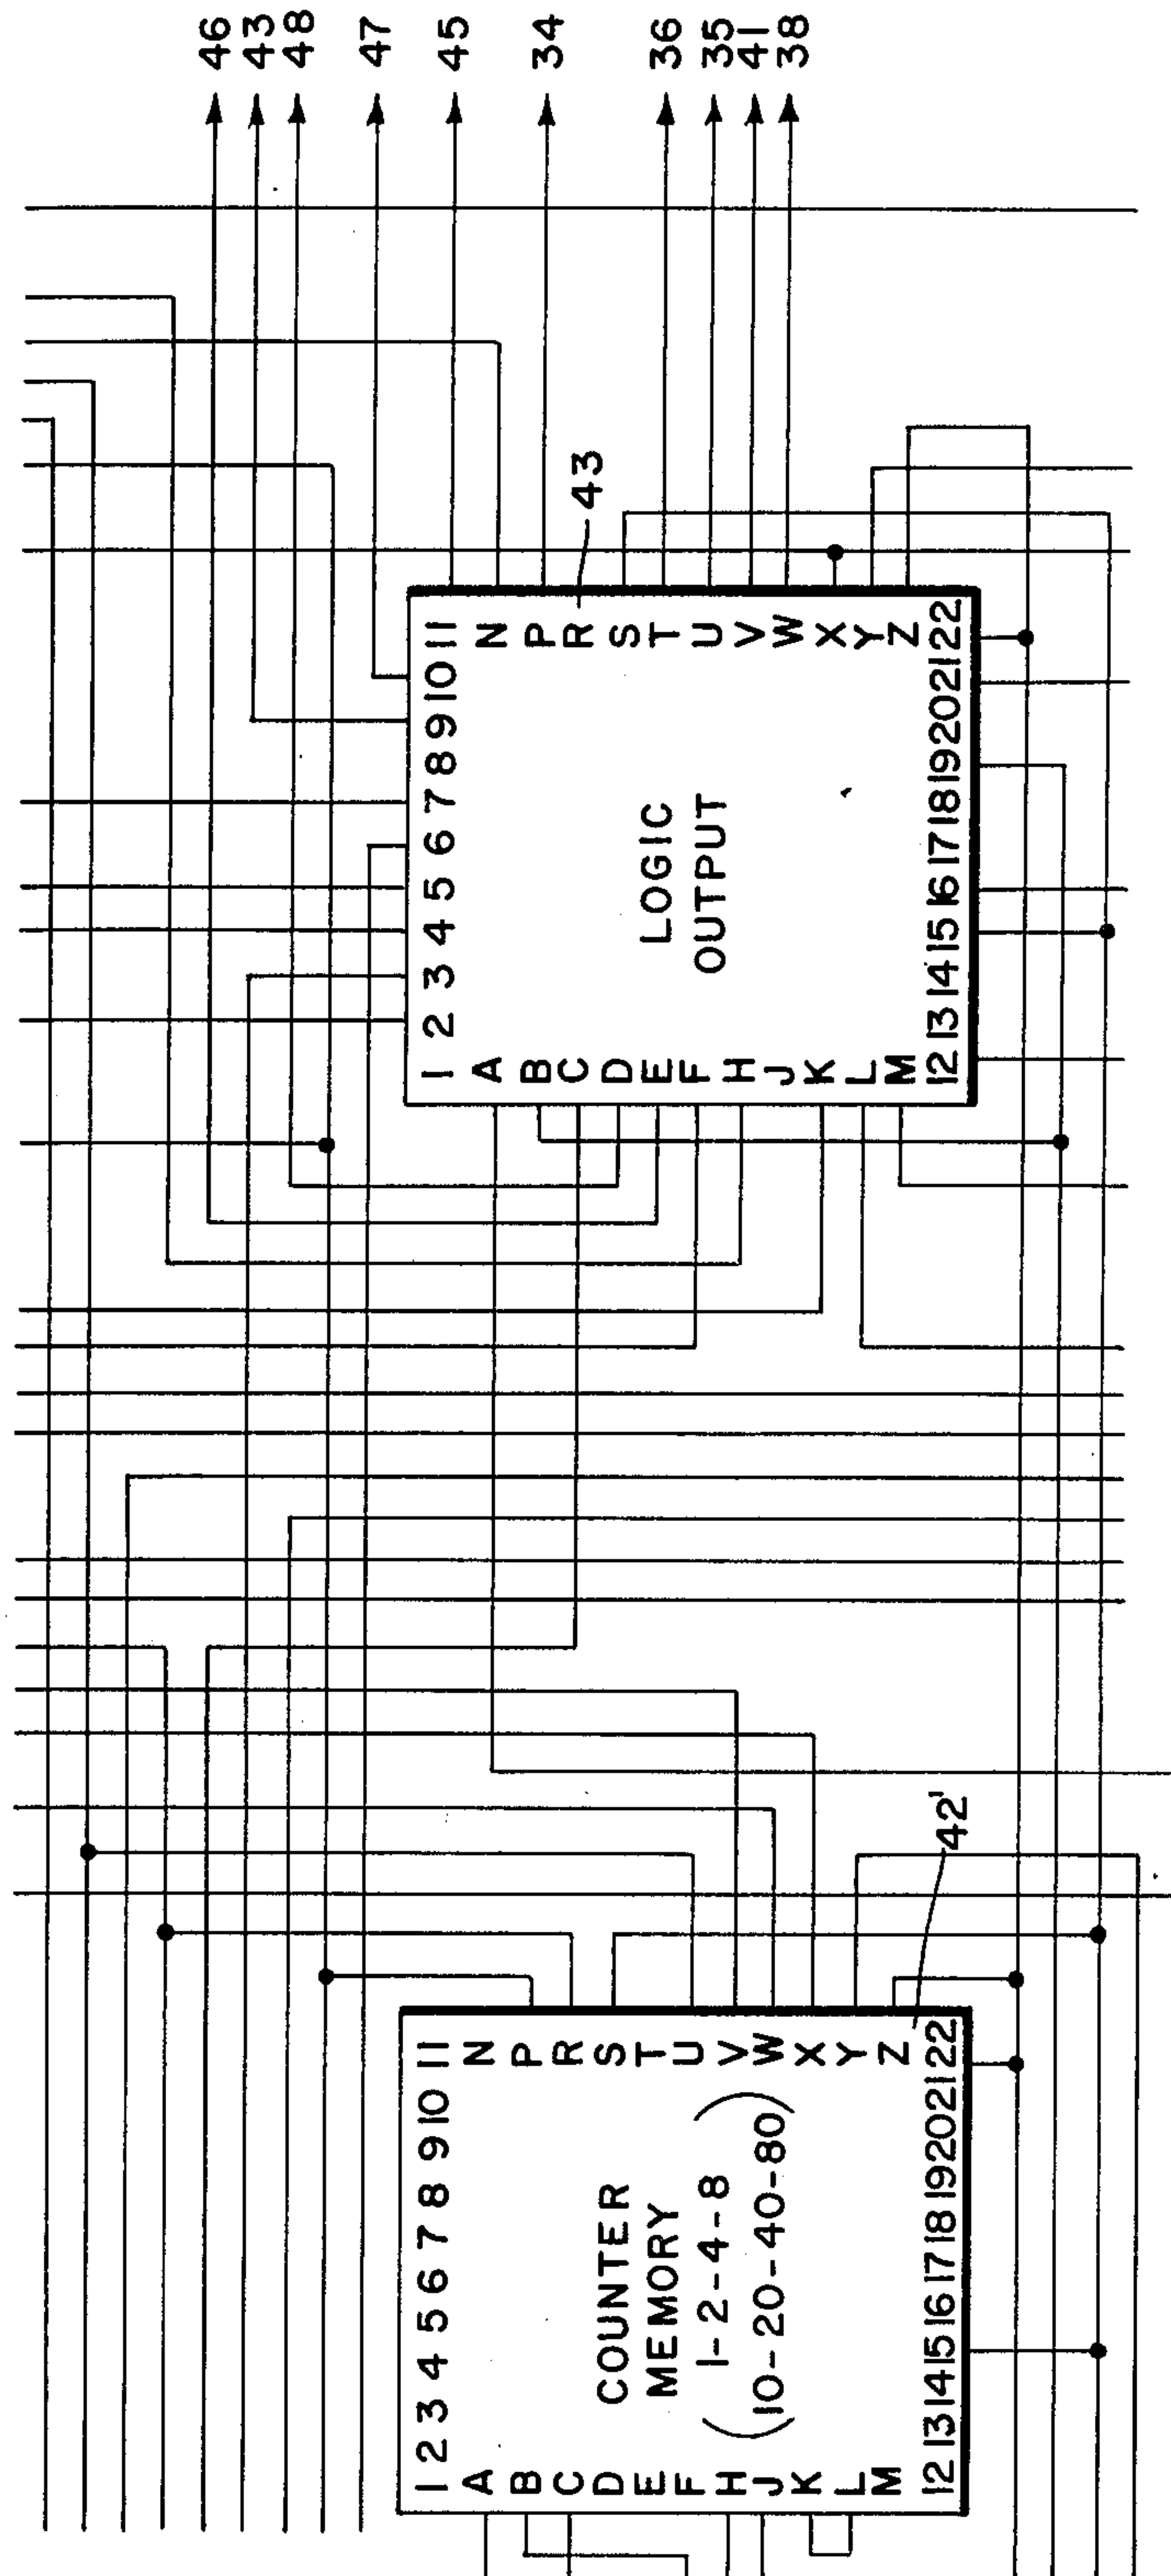 46
43
48
47
45
34
36
35
41
38
43
1 2 3 4 5 6 7 8 9 10 11
A
B
C
D
E
F
H
J
K
L
M
N
P
R
S
T
U
V
W
X
Y
Z
LOGIC
OUTPUT
12 13 14 15 16 17 18 19 20 21 22
42'
1 2 3 4 5 6 7 8 9 10 11
A
B
C
D
E
F
H
J
K
L
M
N
P
R
S
T
U
V
W
X
Y
Z
COUNTER
MEMORY
(1-2-4-8
10-20-40-80)
12 13 14 15 16 17 18 19 20 21 22